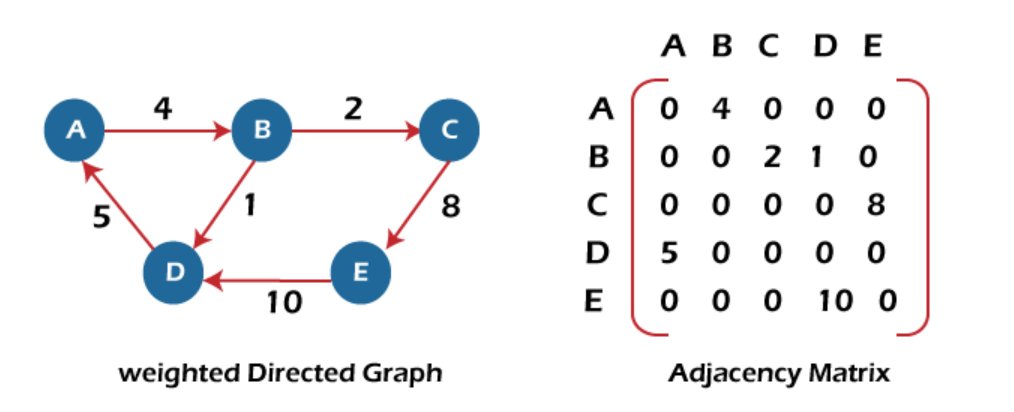 A B C D E
4 2
A B C
A 0 4 0 0 0
B 0 0 2 1 0
5 1 8
C 0 0 0 0 8
D 5 0 0 0 0
D E
10
E 0 0 0 10 0
weighted Directed Graph
Adjacency Matrix